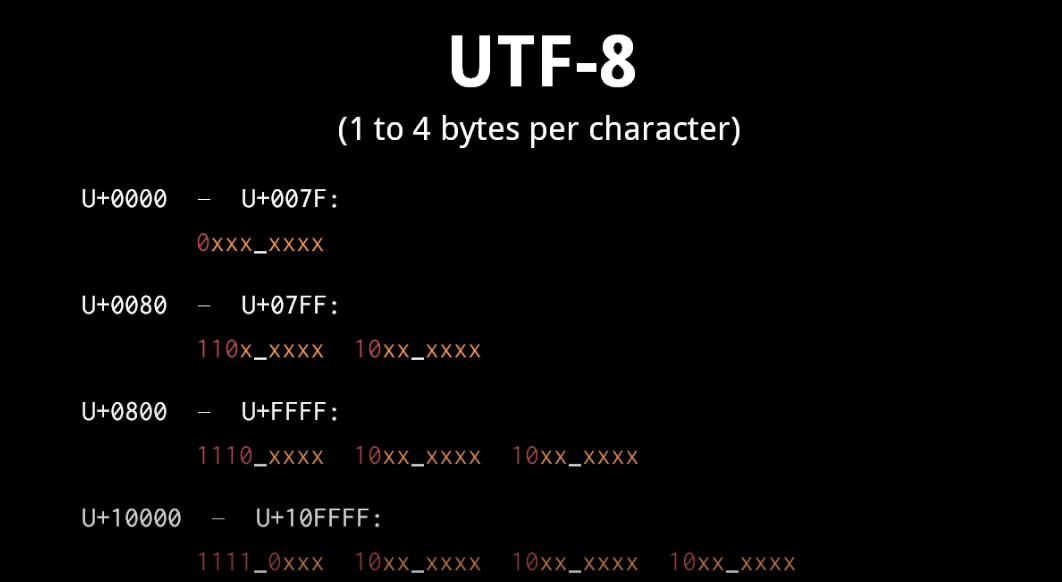 UTF-8
(1 to 4 bytes per character)
U+0000 – U+007F:
0xxx_xxxx
U+0080 – U+07FF:
110x_xxxx 10xx_xxxx
U+0800 – U+FFFF:
1110_xxxx 10xx_xxxx 10xx_xxxx
U+10000 – U+10FFFF:
1111_0xxx 10xx_xxxx 10xx_xxxx 10xx_xxxx